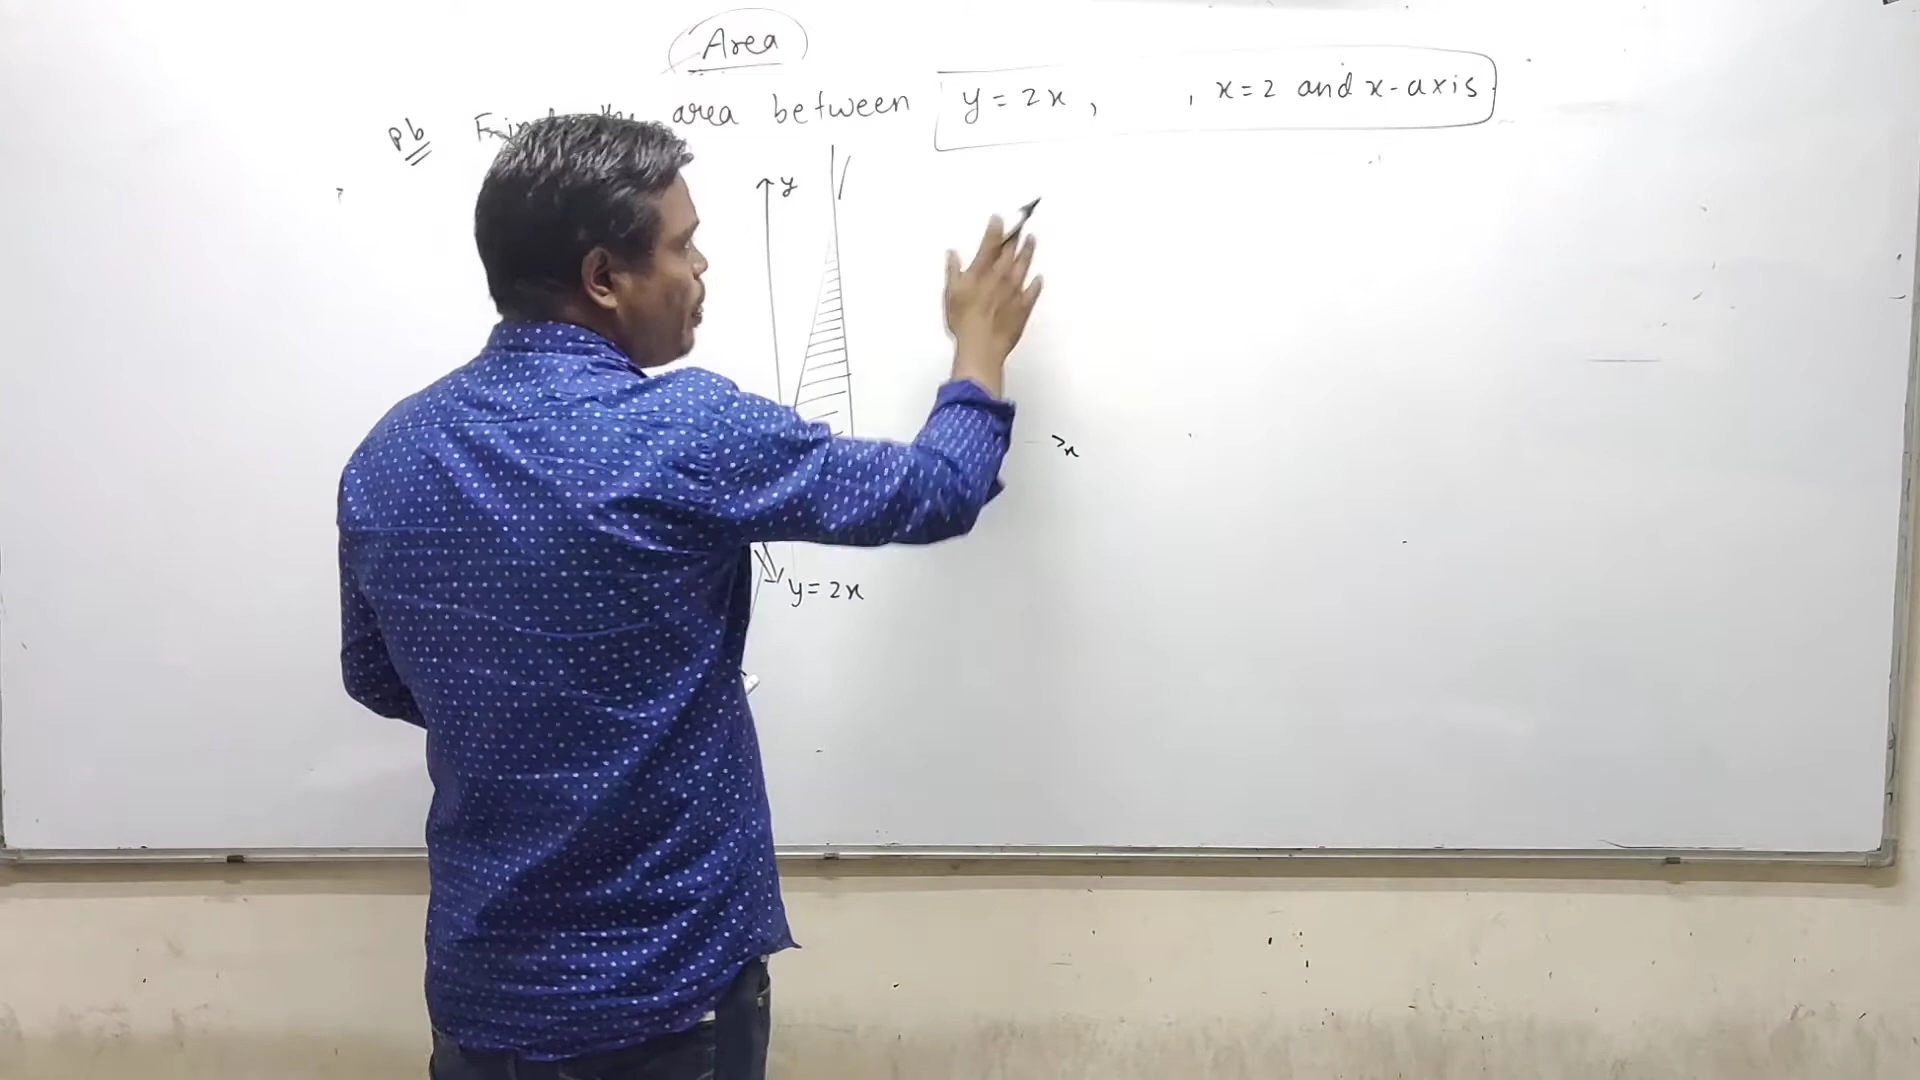 Area
Pb Find the area between y = 2x , , x = 2 and x-axis
y
x
y = 2x